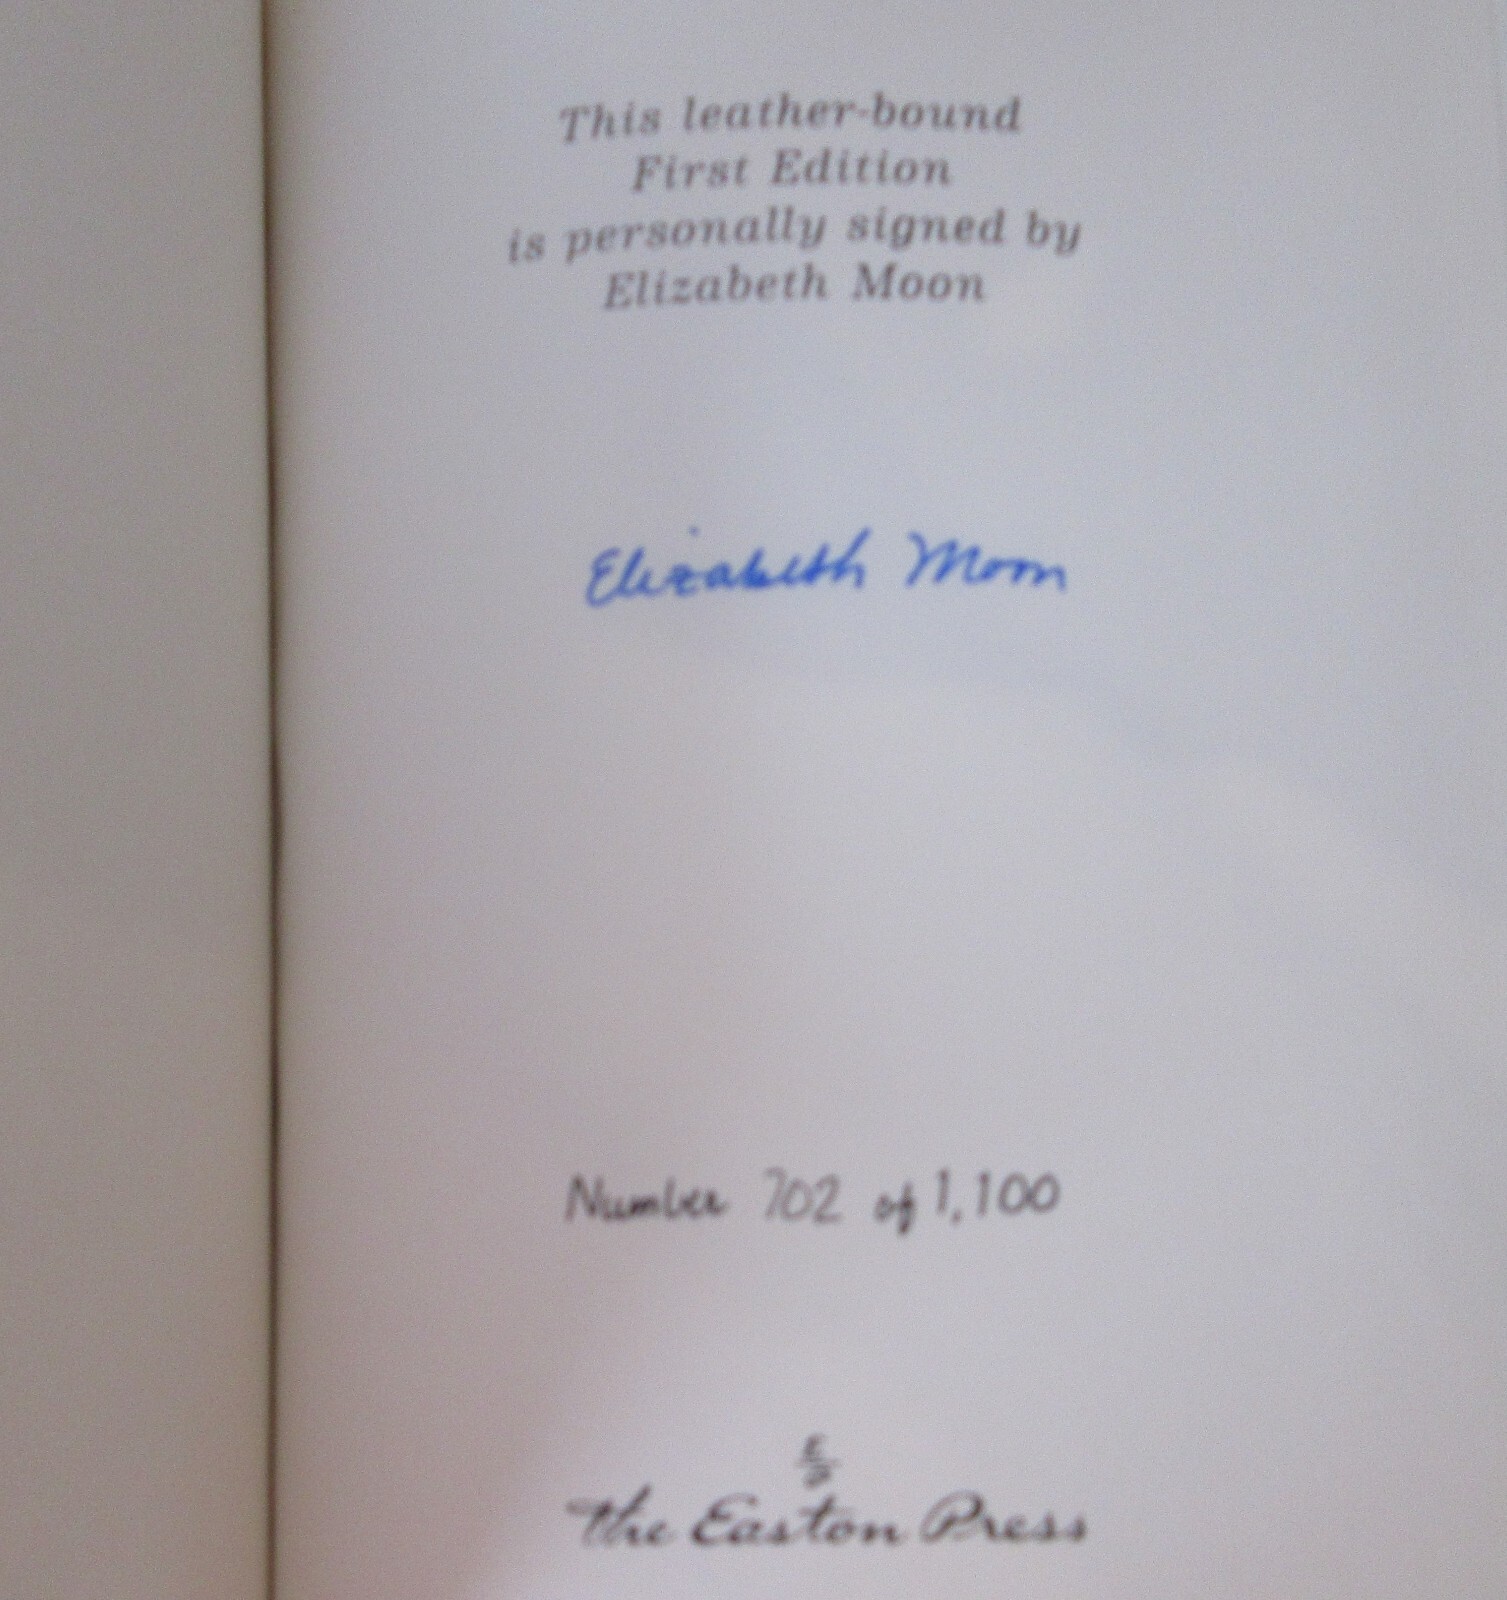 This leather-bound
First Edition
is personally signed by
Elizabeth Moon
Elizabeth Moon
Number 702 of 1,100
E
P
The Easton Press